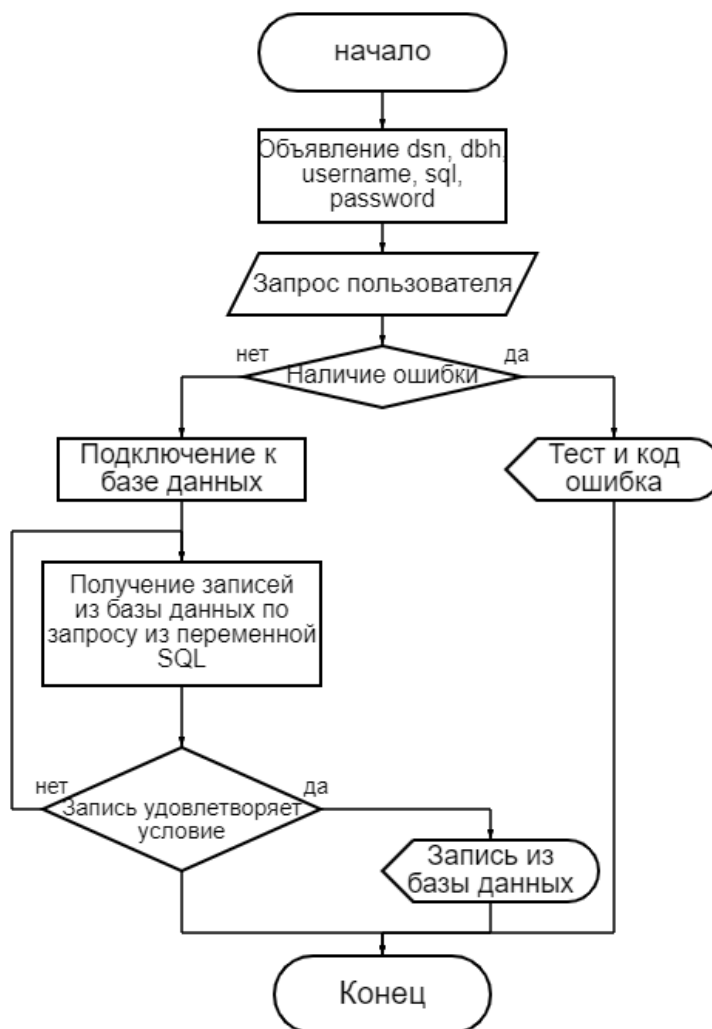 начало
Объявление dsn, dbh,
username, sql,
password
Запрос пользователя
нет
да
Наличие ошибки
Подключение к
базе данных
Тест и код
ошибка
Получение записей
из базы данных по
запросу из переменной
SQL
нет
да
Запись удовлетворяет
условие
Запись из
базы данных
Конец